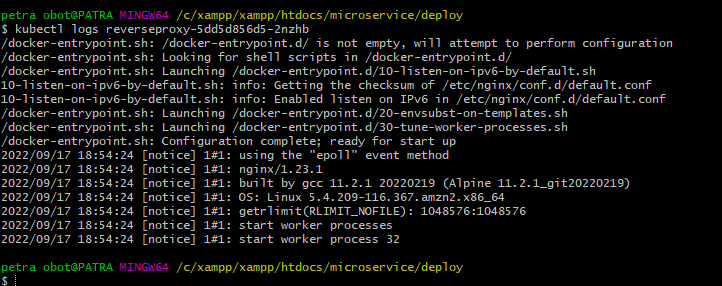 petra obot@PATRA MINGW64 /c/xampp/xampp/htdocs/microservice/deploy
$ kubectl logs reverseproxy-5dd5d856d5-2nzhb
/docker-entrypoint.sh: /docker-entrypoint.d/ is not empty, will attempt to perform configuration
/docker-entrypoint.sh: Looking for shell scripts in /docker-entrypoint.d/
/docker-entrypoint.sh: Launching /docker-entrypoint.d/10-listen-on-ipv6-by-default.sh
10-listen-on-ipv6-by-default.sh: info: Getting the checksum of /etc/nginx/conf.d/default.conf
10-listen-on-ipv6-by-default.sh: info: Enabled listen on IPv6 in /etc/nginx/conf.d/default.conf
/docker-entrypoint.sh: Launching /docker-entrypoint.d/20-envsubst-on-templates.sh
/docker-entrypoint.sh: Launching /docker-entrypoint.d/30-tune-worker-processes.sh
/docker-entrypoint.sh: Configuration complete; ready for start up
2022/09/17 18:54:24 [notice] 1#1: using the "epoll" event method
2022/09/17 18:54:24 [notice] 1#1: nginx/1.23.1
2022/09/17 18:54:24 [notice] 1#1: built by gcc 11.2.1 20220219 (Alpine 11.2.1_git20220219)
2022/09/17 18:54:24 [notice] 1#1: OS: Linux 5.4.209-116.367.amzn2.x86_64
2022/09/17 18:54:24 [notice] 1#1: getrlimit(RLIMIT_NOFILE): 1048576:1048576
2022/09/17 18:54:24 [notice] 1#1: start worker processes
2022/09/17 18:54:24 [notice] 1#1: start worker process 32
petra obot@PATRA MINGW64 /c/xampp/xampp/htdocs/microservice/deploy
$